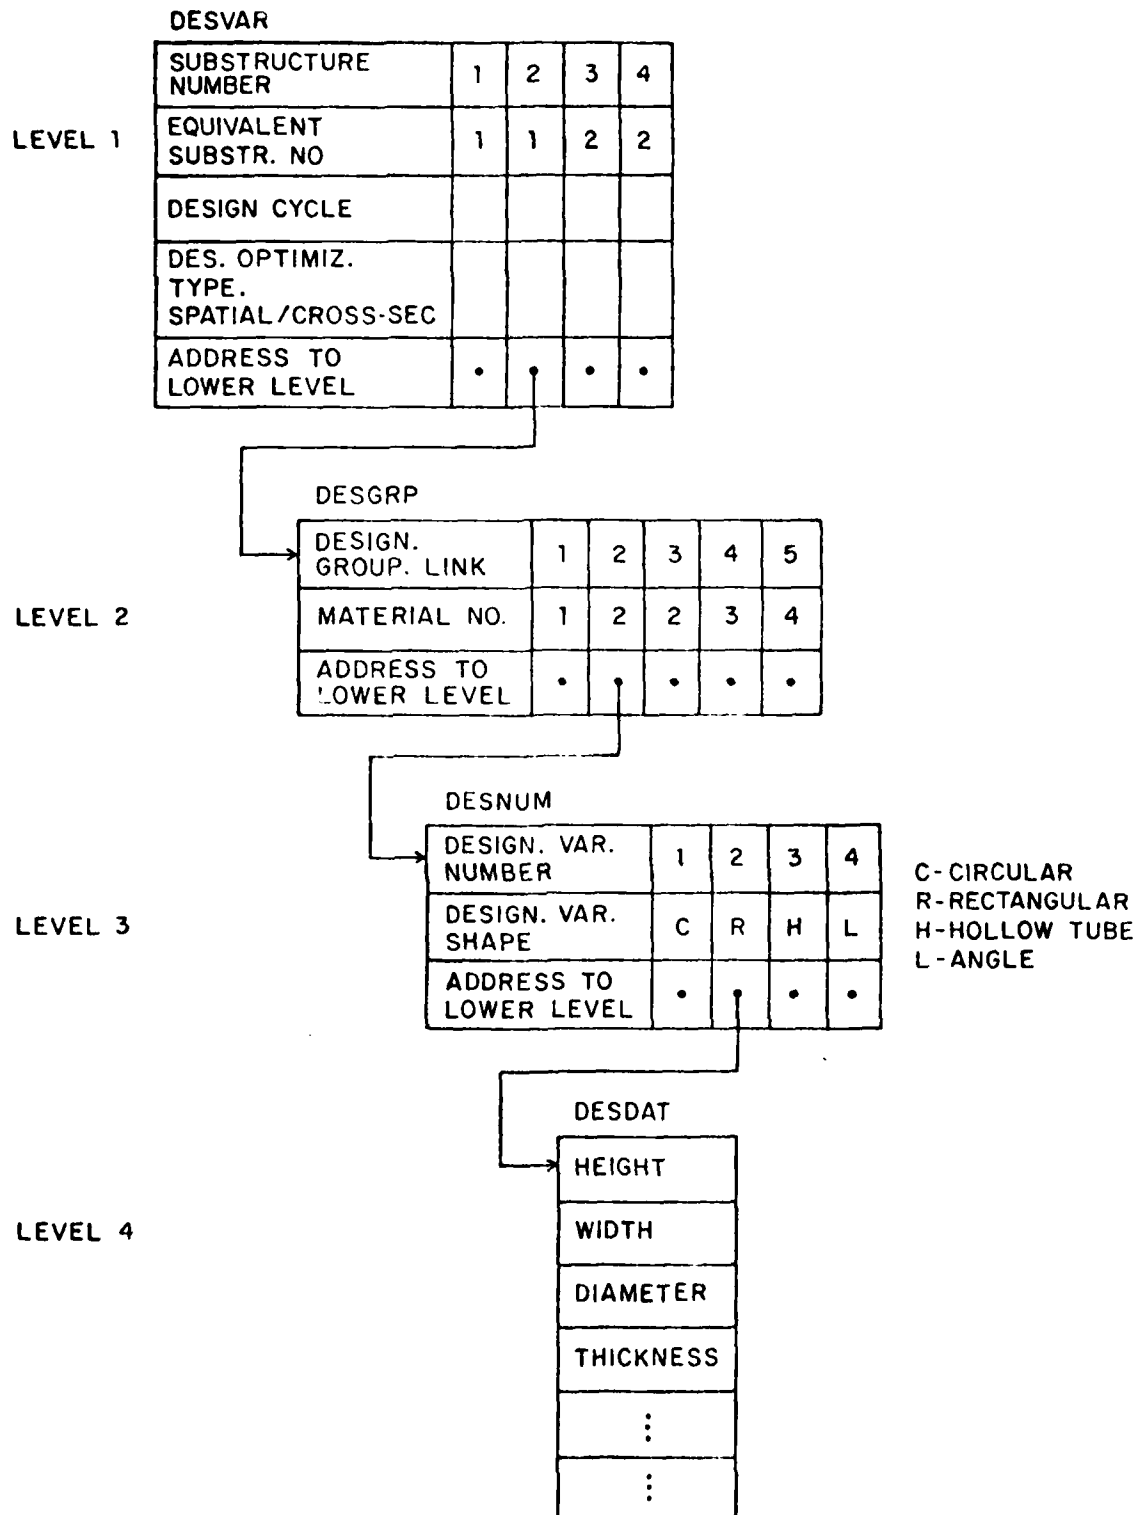 DESVAR
SUBSTRUCTURE
NUMBER
1 2 3 4
LEVEL 1
EQUIVALENT
SUBSTR. NO
1 1 2 2
DESIGN CYCLE
DES. OPTIMIZ.
TYPE.
SPATIAL/CROSS-SEC
ADDRESS TO
LOWER LEVEL
DESGRP
DESIGN.
GROUP. LINK
1 2 3 4 5
LEVEL 2
MATERIAL NO.
1 2 2 3 4
ADDRESS TO
LOWER LEVEL
DESNUM
DESIGN. VAR.
NUMBER
1 2 3 4
LEVEL 3
DESIGN. VAR.
SHAPE
C R H L
ADDRESS TO
LOWER LEVEL
C-CIRCULAR
R-RECTANGULAR
H-HOLLOW TUBE
L-ANGLE
DESDAT
HEIGHT
LEVEL 4
WIDTH
DIAMETER
THICKNESS